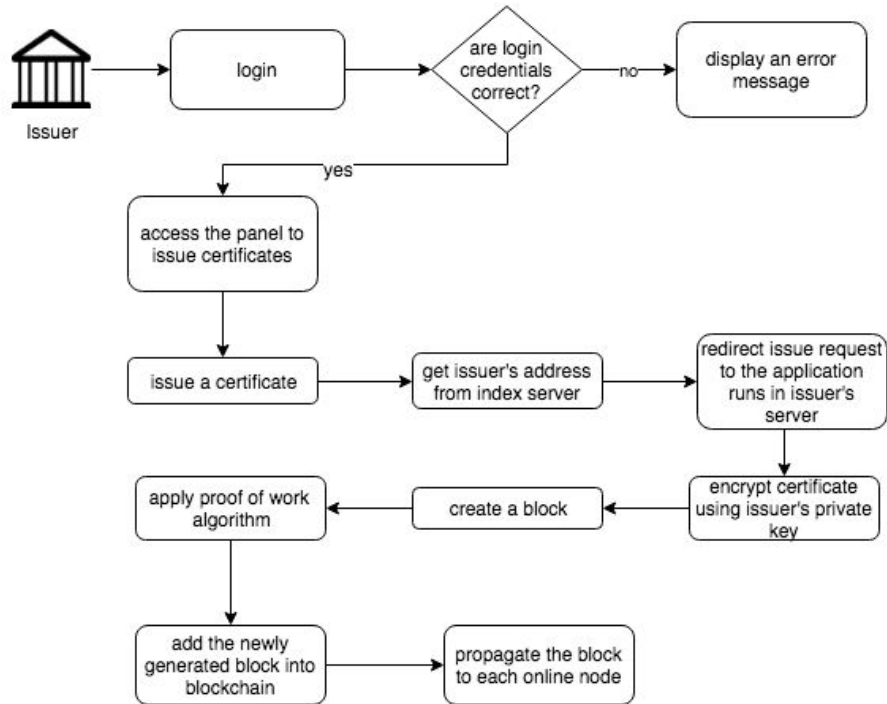 Issuer
login
are login
credentials
correct?
no
display an error
message
yes
access the panel to
issue certificates
issue a certificate
get issuer's address
from index server
redirect issue request
to the application
runs in issuer's
server
encrypt certificate
using issuer's private
key
create a block
apply proof of work
algorithm
add the newly
generated block into
blockchain
propagate the block
to each online node